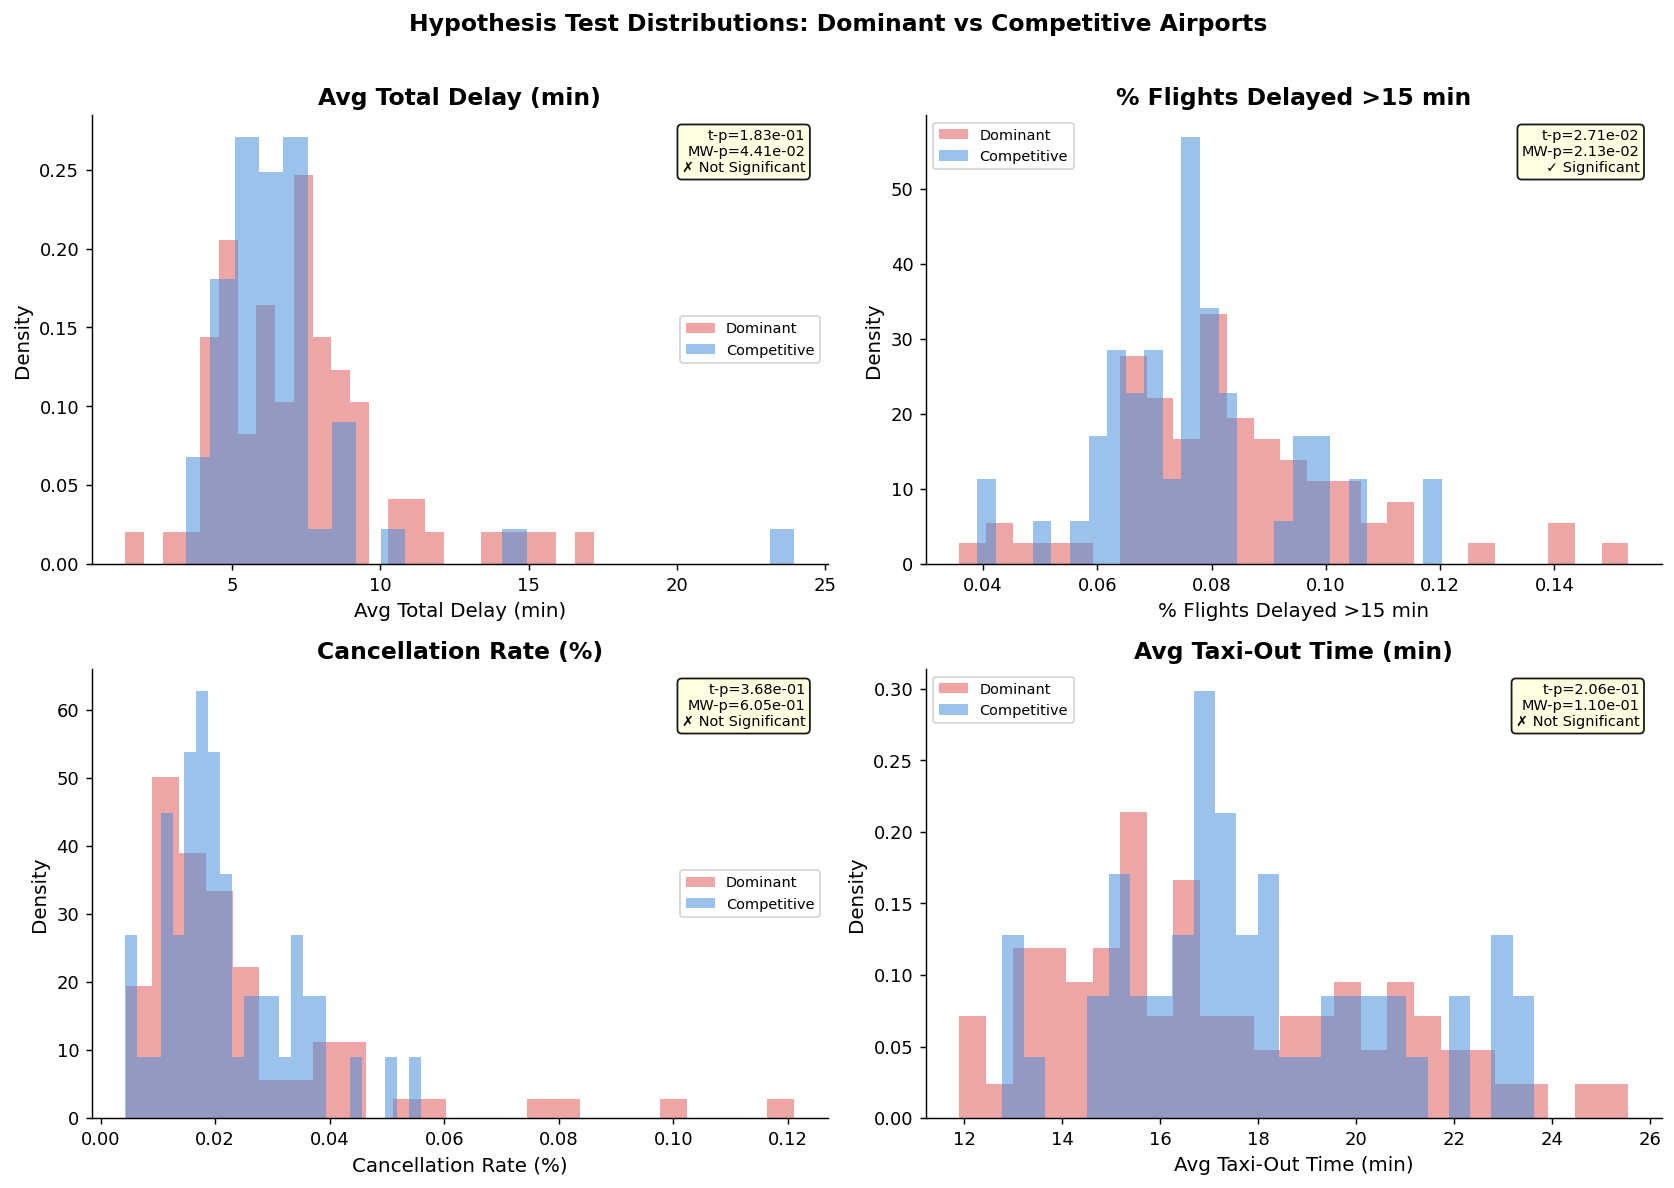 Hypothesis Test Distributions: Dominant vs Competitive Airports
Avg Total Delay (min)
t-p=1.83e-01
MW-p=4.41e-02
✗ Not Significant
Dominant
Competitive
Density
0.25
0.20
0.15
0.10
0.05
0.00
5
10
15
20
25
Avg Total Delay (min)
% Flights Delayed >15 min
Dominant
Competitive
t-p=2.71e-02
MW-p=2.13e-02
✓ Significant
Density
50
40
30
20
10
0
0.04
0.06
0.08
0.10
0.12
0.14
% Flights Delayed >15 min
Cancellation Rate (%)
t-p=3.68e-01
MW-p=6.05e-01
✗ Not Significant
Dominant
Competitive
Density
60
50
40
30
20
10
0
0.00
0.02
0.04
0.06
0.08
0.10
0.12
Cancellation Rate (%)
Avg Taxi-Out Time (min)
Dominant
Competitive
t-p=2.06e-01
MW-p=1.10e-01
✗ Not Significant
Density
0.30
0.25
0.20
0.15
0.10
0.05
0.00
12
14
16
18
20
22
24
26
Avg Taxi-Out Time (min)